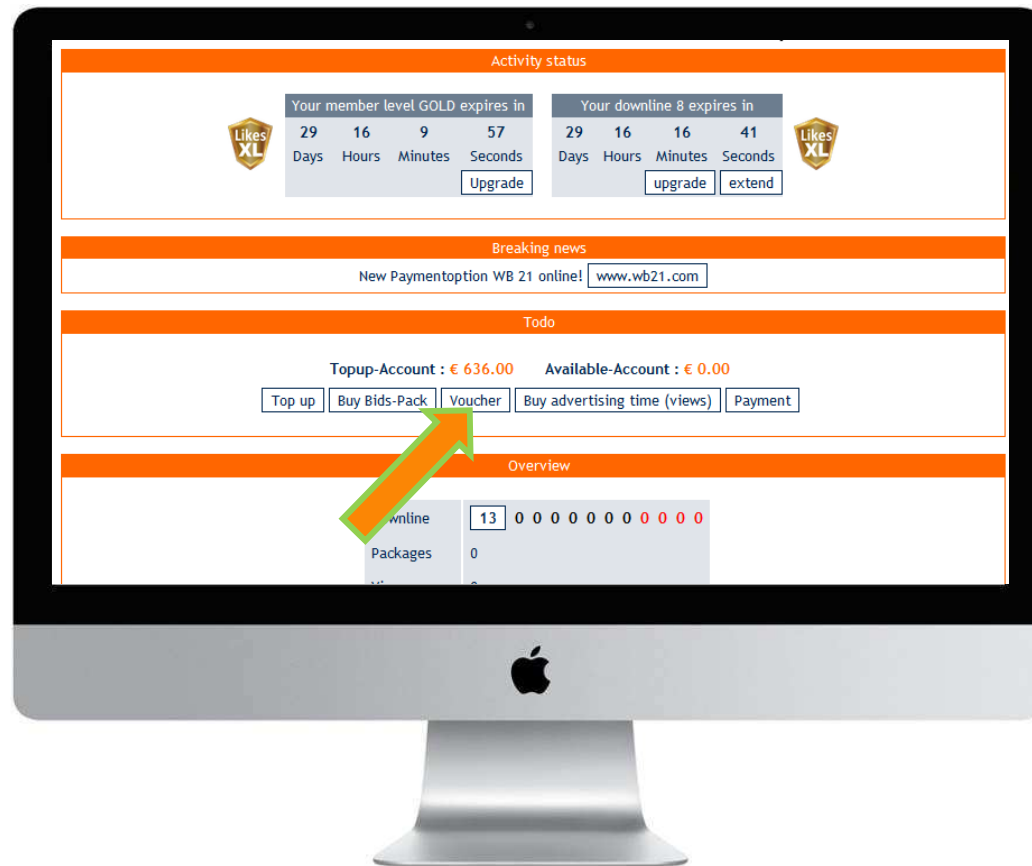 Activity status
Your member level GOLD expires in
29 16 9 57
Days Hours Minutes Seconds
Upgrade
Your downline 8 expires in
29 16 16 41
Days Hours Minutes Seconds
upgrade extend
Likes XL
Likes XL
Breaking news
New Paymentoption WB 21 online! www.wb21.com
Todo
Topup-Account : € 636.00 Available-Account : € 0.00
Top up Buy Bids-Pack Voucher Buy advertising time (views) Payment
Overview
wnline 13 0 0 0 0 0 0 0 0 0 0 0
Packages 0